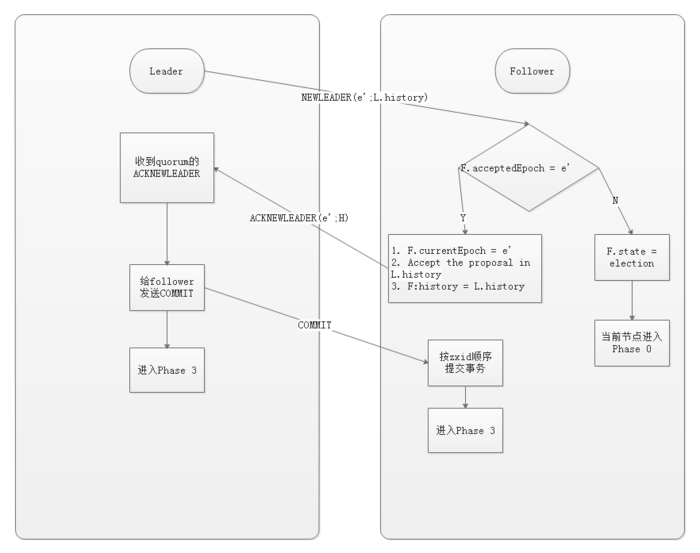 Leader
Follower
NEWLEADER(e';L.history)
收到quorum的
ACKNEWLEADER
F.acceptedEpoch = e'
N
ACKNEWLEADER(e';H)
Y
1. F.currentEpoch = e'
2. Accept the proposal in
L.history
3. F:history = L.history
F.state =
election
给follower
发送COMMIT
COMMIT
当前节点进入
Phase 0
按zxid顺序
提交事务
进入Phase 3
进入Phase 3